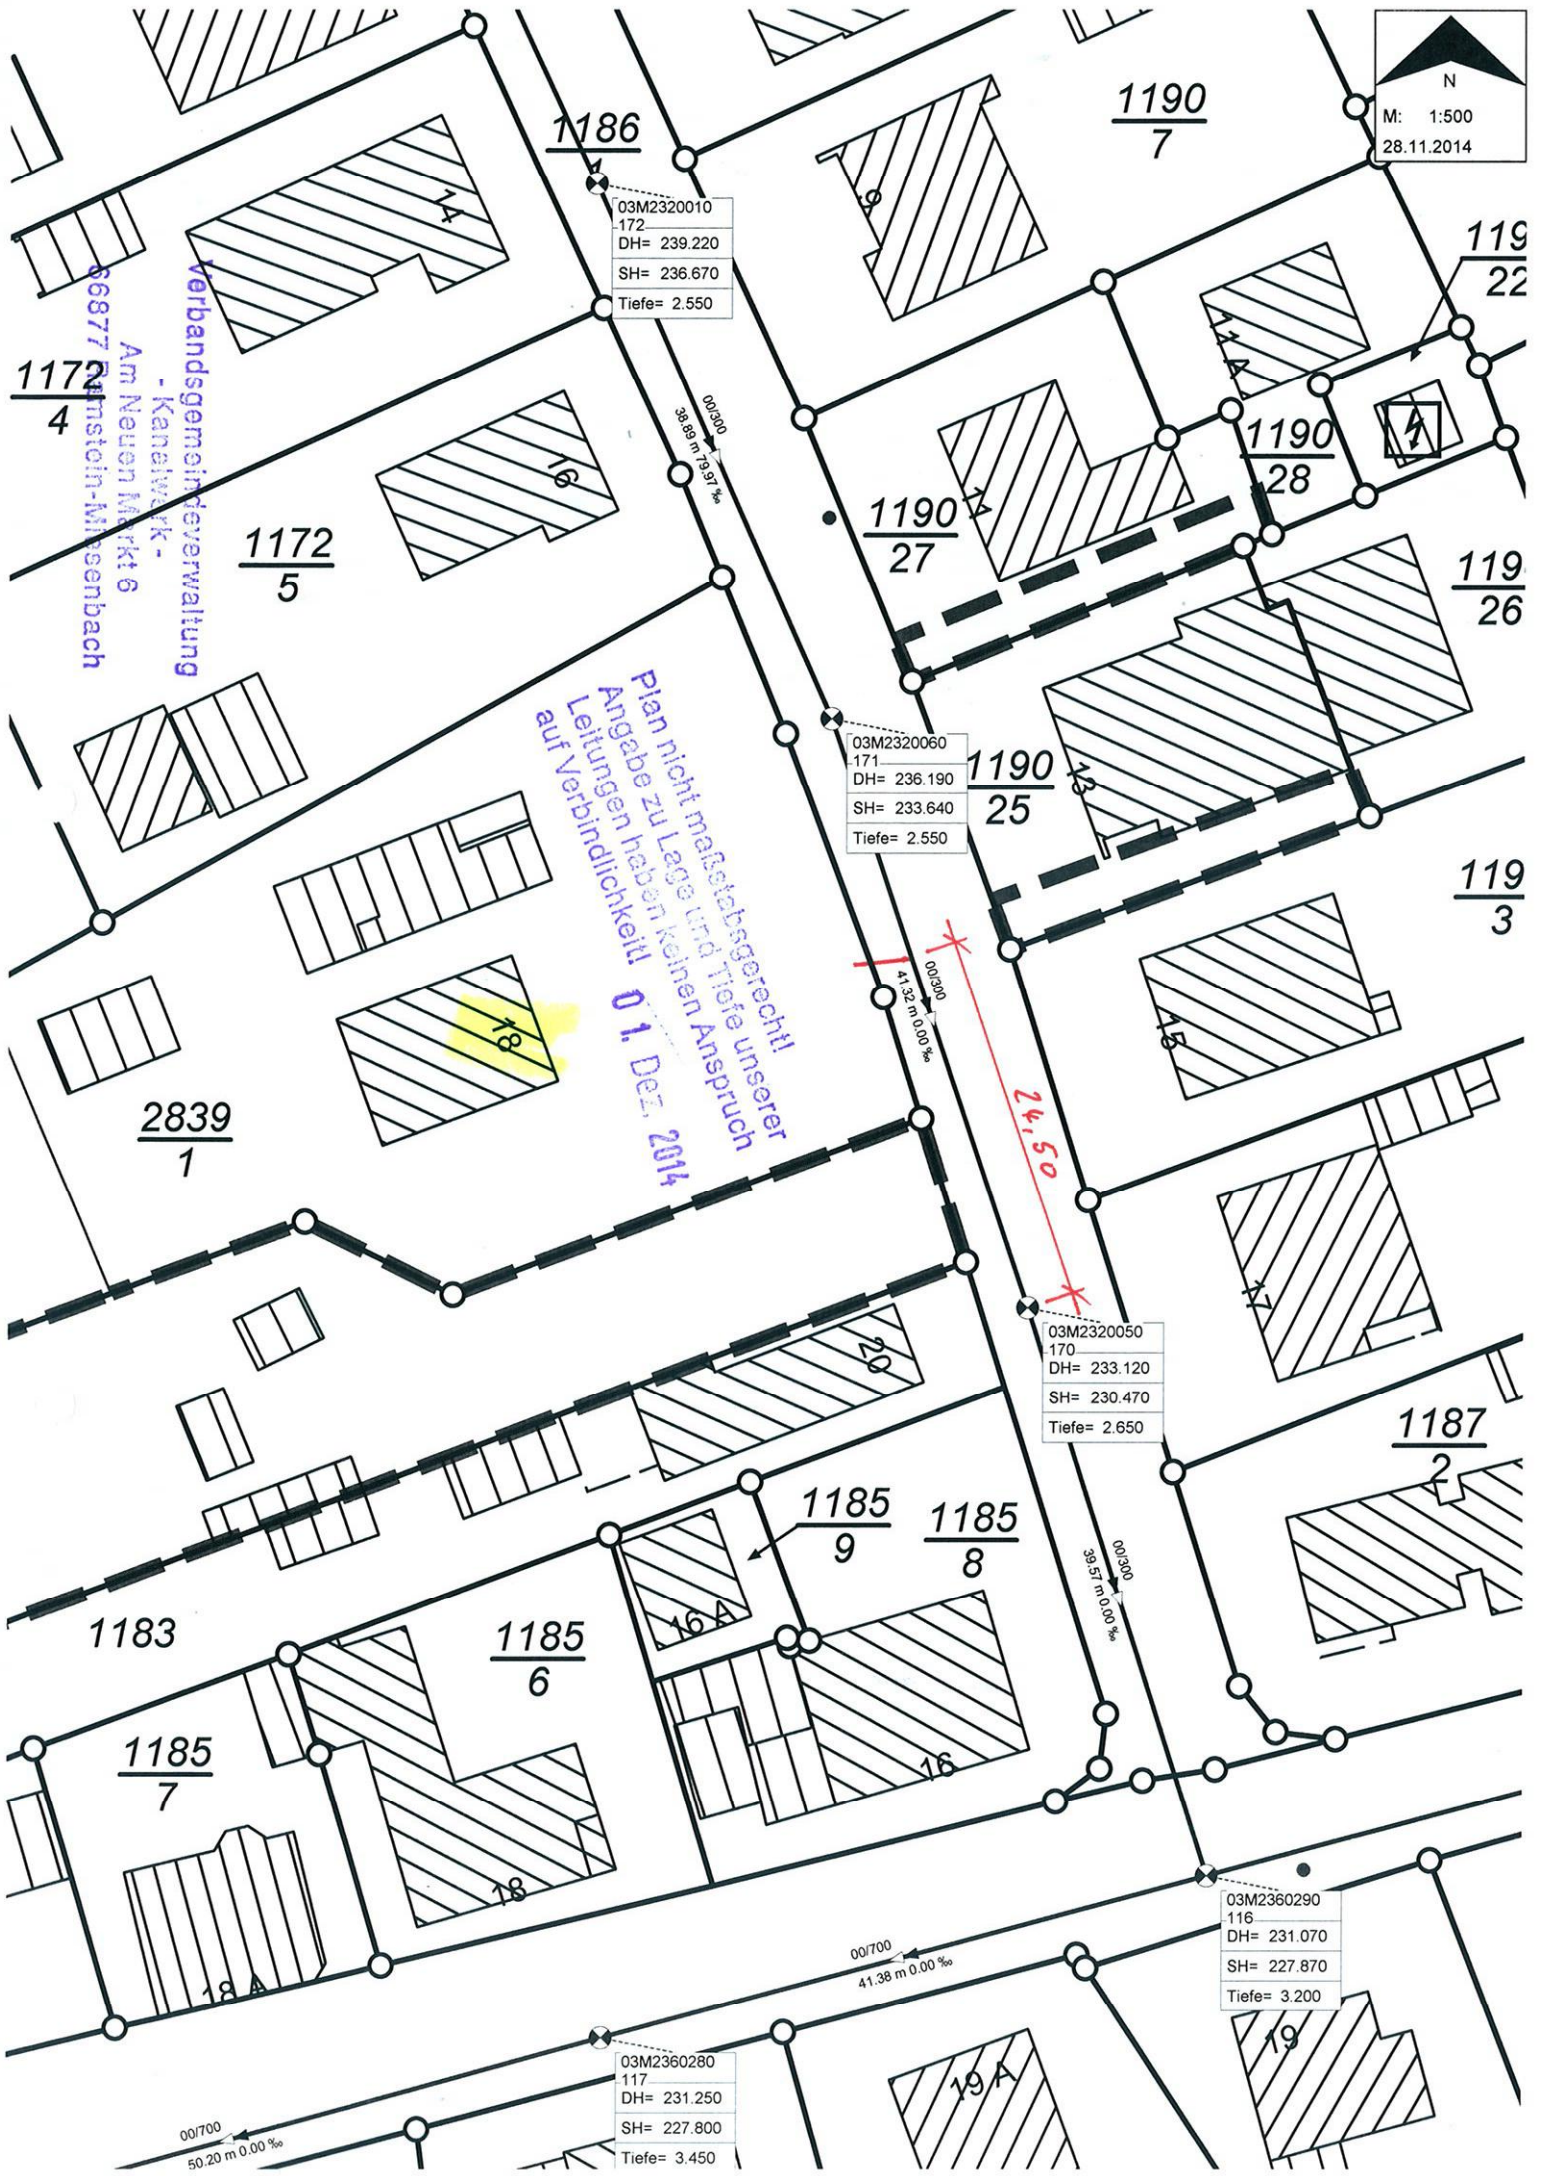 N
M: 1:500
28.11.2014
1186
1
1190
7
119
22
14
9
03M2320010
172
DH= 239.220
SH= 236.670
Tiefe= 2.550
11 A
1172
4
Verbandsgemeindeverwaltung
- Kanalwerk -
Am Neuen Markt 6
66877 Ramstein-Miesenbach
16
00/300
38.89 m 79.97 ‰
11
1190
27
1190
28
1172
5
119
26
Plan nicht maßstabsgerecht!
Angabe zu Lage und Tiefe unserer
Leitungen haben keinen Anspruch
auf Verbindlichkeit!
0 1. Dez. 2014
03M2320060
171
DH= 236.190
SH= 233.640
Tiefe= 2.550
1190
25
13
119
3
00/300
41.32 m 0.00 ‰
24,50
15
18
2839
1
17
20
03M2320050
170
DH= 233.120
SH= 230.470
Tiefe= 2.650
1187
2
1185
9
1185
8
00/300
39.57 m 0.00 ‰
1183
1185
6
16 A
16
1185
7
18
18 A
03M2360290
116
DH= 231.070
SH= 227.870
Tiefe= 3.200
00/700
41.38 m 0.00 ‰
19
19 A
03M2360280
117
DH= 231.250
SH= 227.800
Tiefe= 3.450
00/700
50.20 m 0.00 ‰